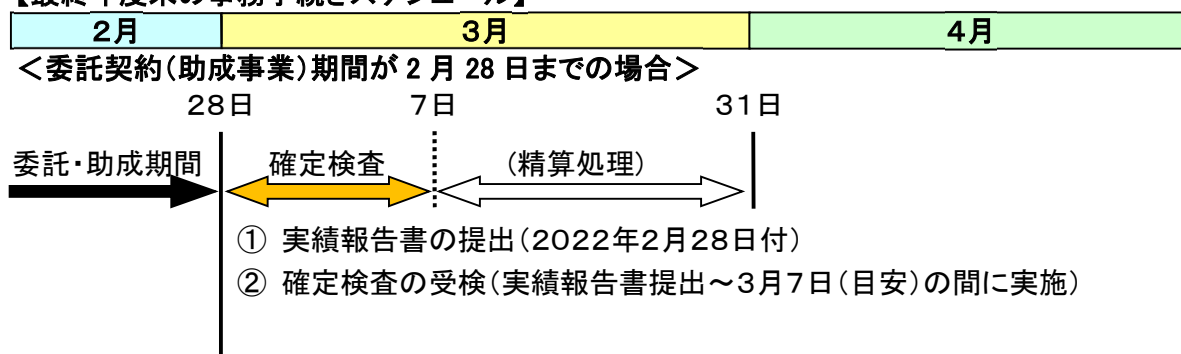 2月 3月 4月
＜委託契約(助成事業)期間が2月28日までの場合＞
28日 7日 31日
委託・助成期間 確定検査 (精算処理)
① 実績報告書の提出(2022年2月28日付)
② 確定検査の受検(実績報告書提出～3月7日(目安)の間に実施)